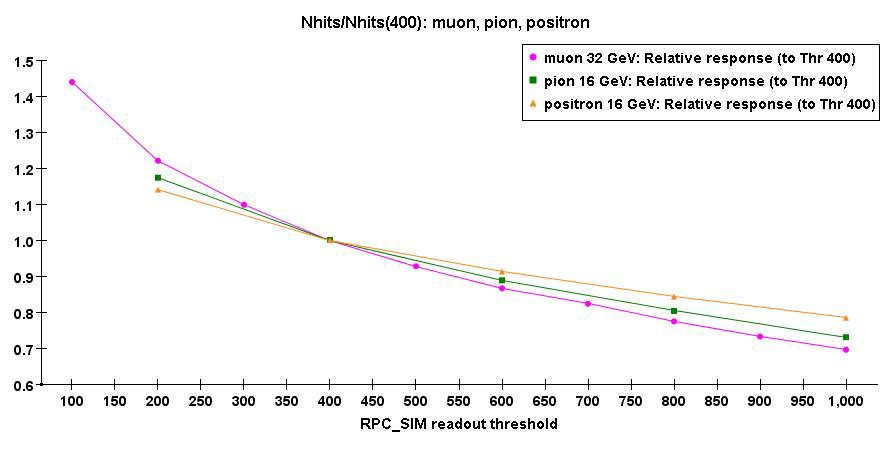 Nhits/Nhits(400): muon, pion, positron
muon 32 GeV: Relative response (to Thr 400)
pion 16 GeV: Relative response (to Thr 400)
positron 16 GeV: Relative response (to Thr 400)
1.5
1.4
1.3
1.2
1.1
1.0
0.9
0.8
0.7
0.6
100 150 200 250 300 350 400 450 500 550 600 650 700 750 800 850 900 950 1,000
RPC_SIM readout threshold